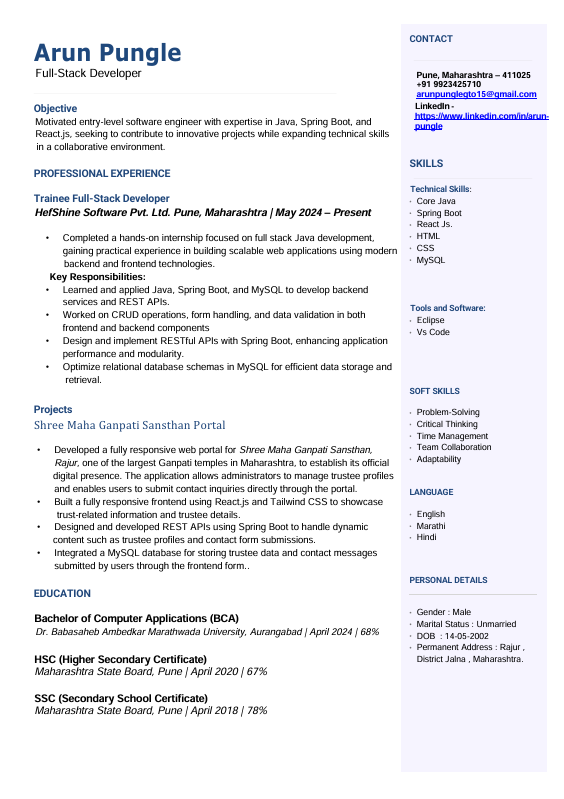 Arun Pungle
Full-Stack Developer
Objective
Motivated entry-level software engineer with expertise in Java, Spring Boot, and
React.js, seeking to contribute to innovative projects while expanding technical skills
in a collaborative environment.
PROFESSIONAL EXPERIENCE
Trainee Full-Stack Developer
HefShine Software Pvt. Ltd. Pune, Maharashtra | May 2024 – Present
• Completed a hands-on internship focused on full stack Java development,
gaining practical experience in building scalable web applications using modern
backend and frontend technologies.
Key Responsibilities:
• Learned and applied Java, Spring Boot, and MySQL to develop backend
services and REST APIs.
• Worked on CRUD operations, form handling, and data validation in both
frontend and backend components
• Design and implement RESTful APIs with Spring Boot, enhancing application
performance and modularity.
• Optimize relational database schemas in MySQL for efficient data storage and
retrieval.
Projects
Shree Maha Ganpati Sansthan Portal
• Developed a fully responsive web portal for Shree Maha Ganpati Sansthan,
Rajur, one of the largest Ganpati temples in Maharashtra, to establish its official
digital presence. The application allows administrators to manage trustee profiles
and enables users to submit contact inquiries directly through the portal.
• Built a fully responsive frontend using React.js and Tailwind CSS to showcase
trust-related information and trustee details.
• Designed and developed REST APIs using Spring Boot to handle dynamic
content such as trustee profiles and contact form submissions.
• Integrated a MySQL database for storing trustee data and contact messages
submitted by users through the frontend form..
EDUCATION
Bachelor of Computer Applications (BCA)
Dr. Babasaheb Ambedkar Marathwada University, Aurangabad | April 2024 | 68%
HSC (Higher Secondary Certificate)
Maharashtra State Board, Pune | April 2020 | 67%
SSC (Secondary School Certificate)
Maharashtra State Board, Pune | April 2018 | 78%
CONTACT
Pune, Maharashtra – 411025
+91 9923425710
arunpunglegto15@gmail.com
LinkedIn -
https://www.linkedin.com/in/arun-
pungle
SKILLS
Technical Skills:
· Core Java
· Spring Boot
· React Js.
· HTML
· CSS
· MySQL
Tools and Software:
· Eclipse
· Vs Code
SOFT SKILLS
· Problem-Solving
· Critical Thinking
· Time Management
· Team Collaboration
· Adaptability
LANGUAGE
· English
· Marathi
· Hindi
PERSONAL DETAILS
· Gender : Male
· Marital Status : Unmarried
· DOB : 14-05-2002
· Permanent Address : Rajur ,
District Jalna , Maharashtra.